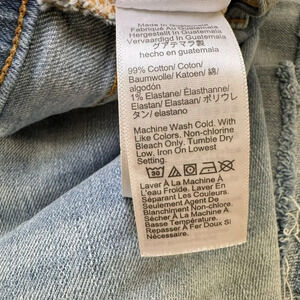 Made In Guatemala
Fabriqué Au Guatemala
Hergestellt In Guatemala
Vervaardigd In Guatemala
グアテマラ製
hecho en guatemala
99% Cotton/ Coton/
Baumwolle/ Katoen/ 綿/
algodón
1% Elastane/ Élasthanne/
Elastan/ Elastaan/ ポリウレ
タン/ elastano
Machine Wash Cold. With
Like Colors. Non-chlorine
Bleach Only. Tumble Dry
Low. Iron On Lowest
Setting.
30
Laver À La Machine À
L'eau Froide. Laver En
Séparant Les Couleurs
Seulement Agent De
Blanchiment Non-chlore.
Sécher À La Machine À
Basse Température.
Repasser À Fer Doux Si
Nécessaire.